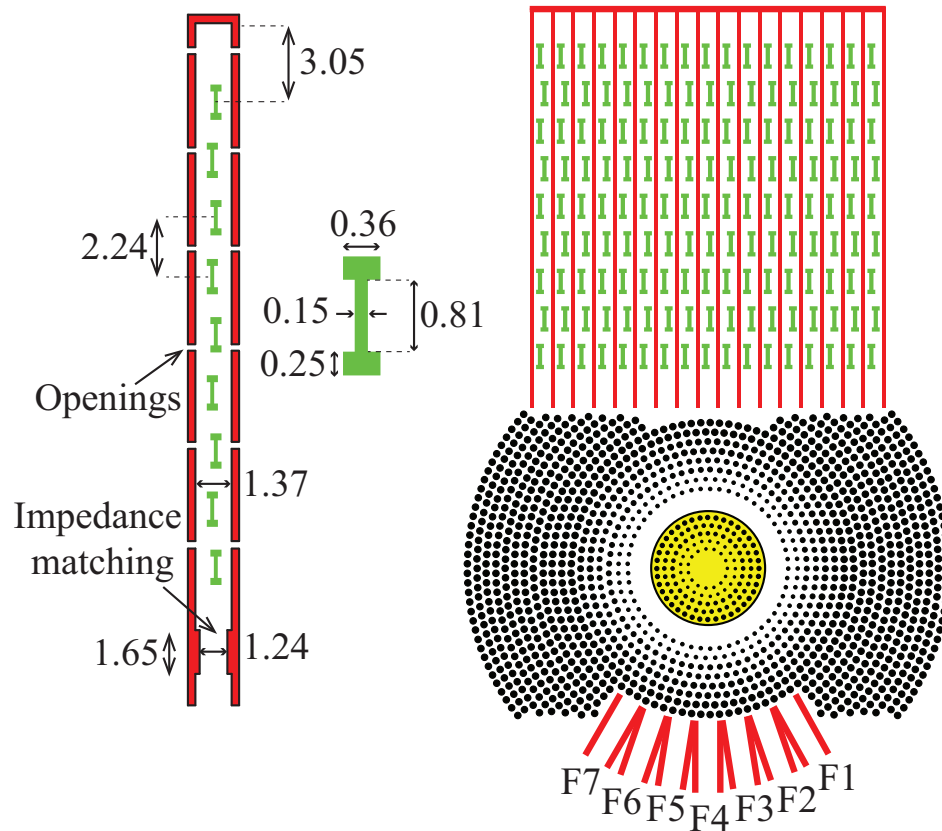 3.05
2.24
0.36
0.15
0.81
0.25
Openings
1.37
Impedance
matching
1.65
1.24
F7
F6
F5
F4
F3
F2
F1